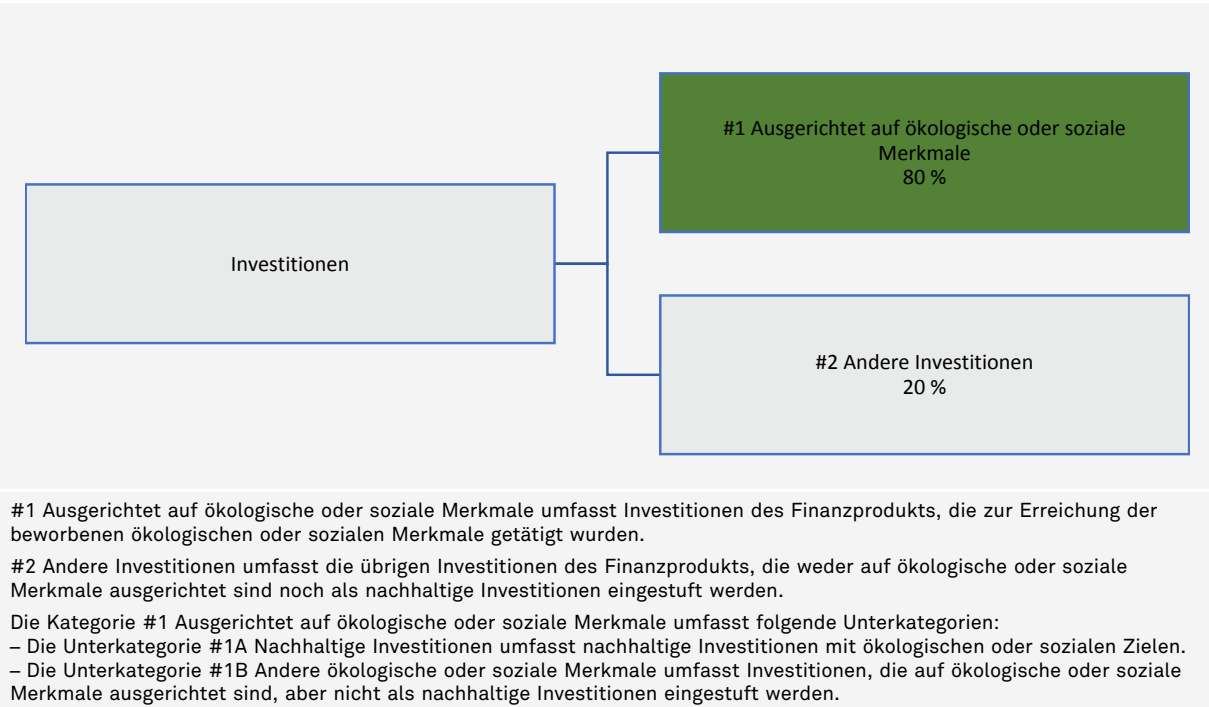 #1 Ausgerichtet auf ökologische oder soziale
Merkmale
80 %
Investitionen
#2 Andere Investitionen
20 %
#1 Ausgerichtet auf ökologische oder soziale Merkmale umfasst Investitionen des Finanzprodukts, die zur Erreichung der
beworbenen ökologischen oder sozialen Merkmale getätigt wurden.
#2 Andere Investitionen umfasst die übrigen Investitionen des Finanzprodukts, die weder auf ökologische oder soziale
Merkmale ausgerichtet sind noch als nachhaltige Investitionen eingestuft werden.
Die Kategorie #1 Ausgerichtet auf ökologische oder soziale Merkmale umfasst folgende Unterkategorien:
– Die Unterkategorie #1A Nachhaltige Investitionen umfasst nachhaltige Investitionen mit ökologischen oder sozialen Zielen.
– Die Unterkategorie #1B Andere ökologische oder soziale Merkmale umfasst Investitionen, die auf ökologische oder soziale
Merkmale ausgerichtet sind, aber nicht als nachhaltige Investitionen eingestuft werden.